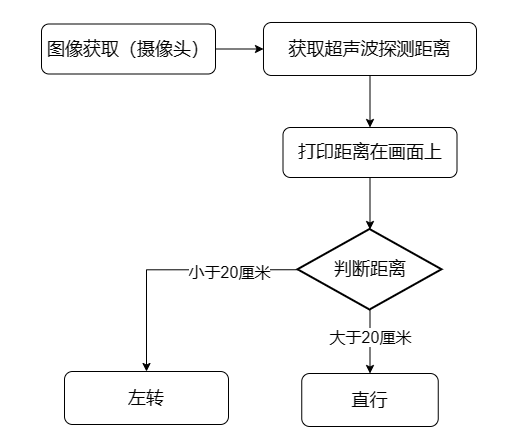 图像获取（摄像头）
获取超声波探测距离
打印距离在画面上
判断距离
小于20厘米
大于20厘米
左转
直行